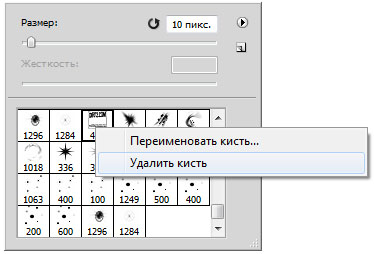 Размер:
10 пикс.
Жесткость:
1296 1284
1018 336
Переименовать кисть...
Удалить кисть
1063 400 100 1249 500 400
200 600 1296 1284